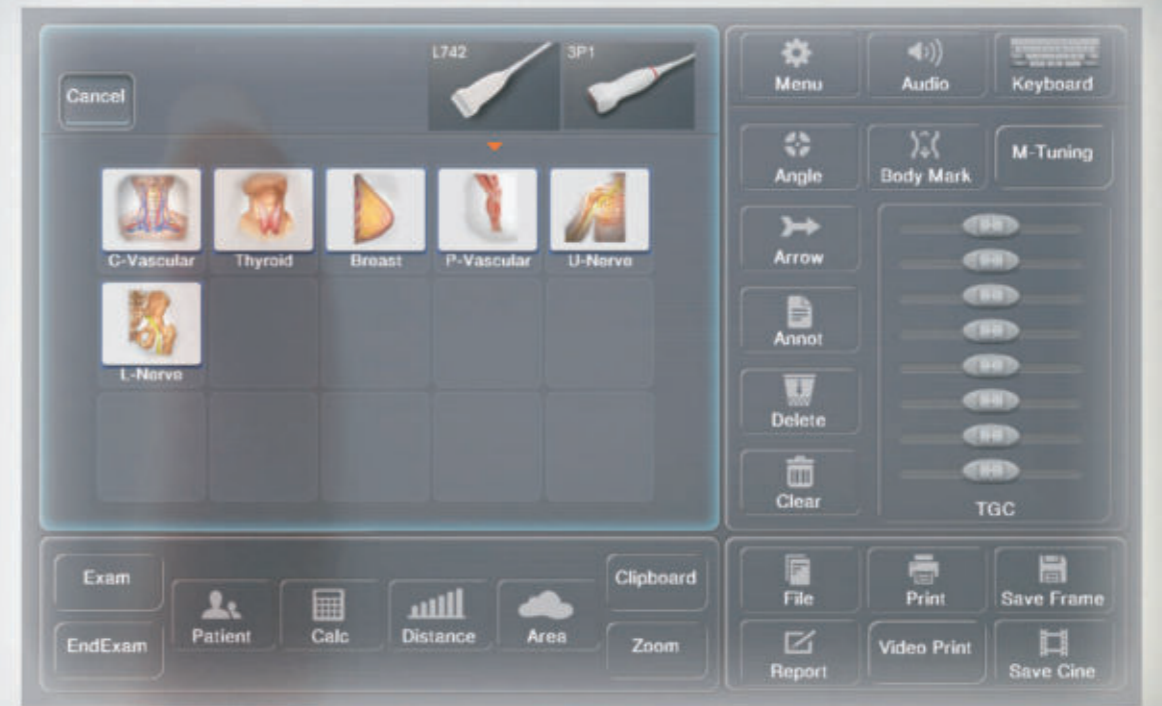 L742
3P1
Cancel
C-Vascular
Thyroid
Breast
P-Vascular
U-Nerve
L-Nerve
Menu
Audio
Keyboard
Angle
Body Mark
M-Tuning
Arrow
Annot
Delete
Clear
TGC
Exam
EndExam
Patient
Calc
Distance
Area
Clipboard
Zoom
File
Print
Save Frame
Report
Video Print
Save Cine